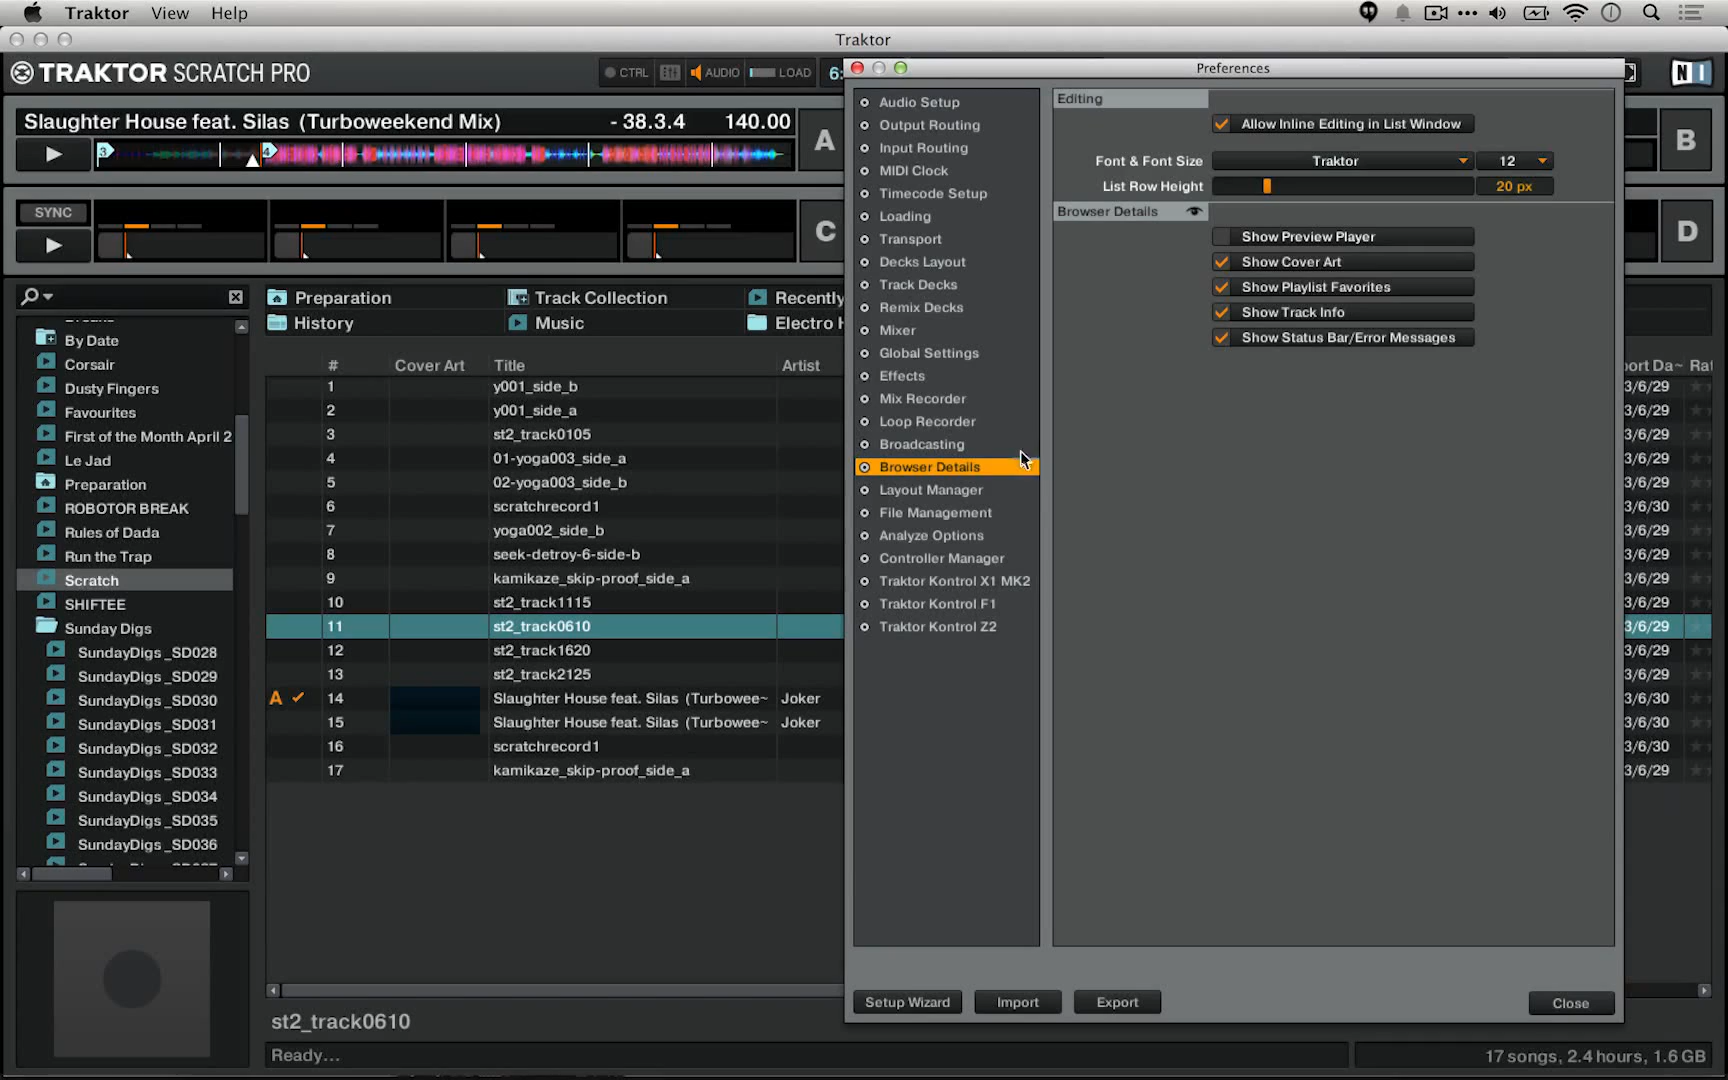 Traktor View Help
Traktor
TRAKTOR SCRATCH PRO
CTRL AUDIO LOAD 6:
NI
Slaughter House feat. Silas (Turboweekend Mix) - 38.3.4 140.00
3 4
A
B
SYNC
C
D
Preparation Track Collection Recently
History Music Electro H
By Date
Corsair
Dusty Fingers
Favourites
First of the Month April 2
Le Jad
Preparation
ROBOTOR BREAK
Rules of Dada
Run the Trap
Scratch
SHIFTEE
Sunday Digs
SundayDigs_SD028
SundayDigs_SD029
SundayDigs_SD030
SundayDigs_SD031
SundayDigs_SD032
SundayDigs_SD033
SundayDigs_SD034
SundayDigs_SD035
SundayDigs_SD036
# Cover Art Title Artist
1 y001_side_b
2 y001_side_a
3 st2_track0105
4 01-yoga003_side_a
5 02-yoga003_side_b
6 scratchrecord1
7 yoga002_side_b
8 seek-detroy-6-side-b
9 kamikaze_skip-proof_side_a
10 st2_track1115
11 st2_track0610
12 st2_track1620
13 st2_track2125
A 14 Slaughter House feat. Silas (Turbowee~ Joker
15 Slaughter House feat. Silas (Turbowee~ Joker
16 scratchrecord1
17 kamikaze_skip-proof_side_a
st2_track0610
Ready...
Preferences
Audio Setup
Output Routing
Input Routing
MIDI Clock
Timecode Setup
Loading
Transport
Decks Layout
Track Decks
Remix Decks
Mixer
Global Settings
Effects
Mix Recorder
Loop Recorder
Broadcasting
Browser Details
Layout Manager
File Management
Analyze Options
Controller Manager
Traktor Kontrol X1 MK2
Traktor Kontrol F1
Traktor Kontrol Z2
Editing
Allow Inline Editing in List Window
Font & Font Size Traktor 12
List Row Height 20 px
Browser Details
Show Preview Player
Show Cover Art
Show Playlist Favorites
Show Track Info
Show Status Bar/Error Messages
Setup Wizard Import Export Close
port Da~ Rat
3/6/29
3/6/29
3/6/29
3/6/29
3/6/29
3/6/30
3/6/29
3/6/29
3/6/29
3/6/29
3/6/29
3/6/29
3/6/29
3/6/30
3/6/30
3/6/30
3/6/29
17 songs, 2.4 hours, 1.6 GB